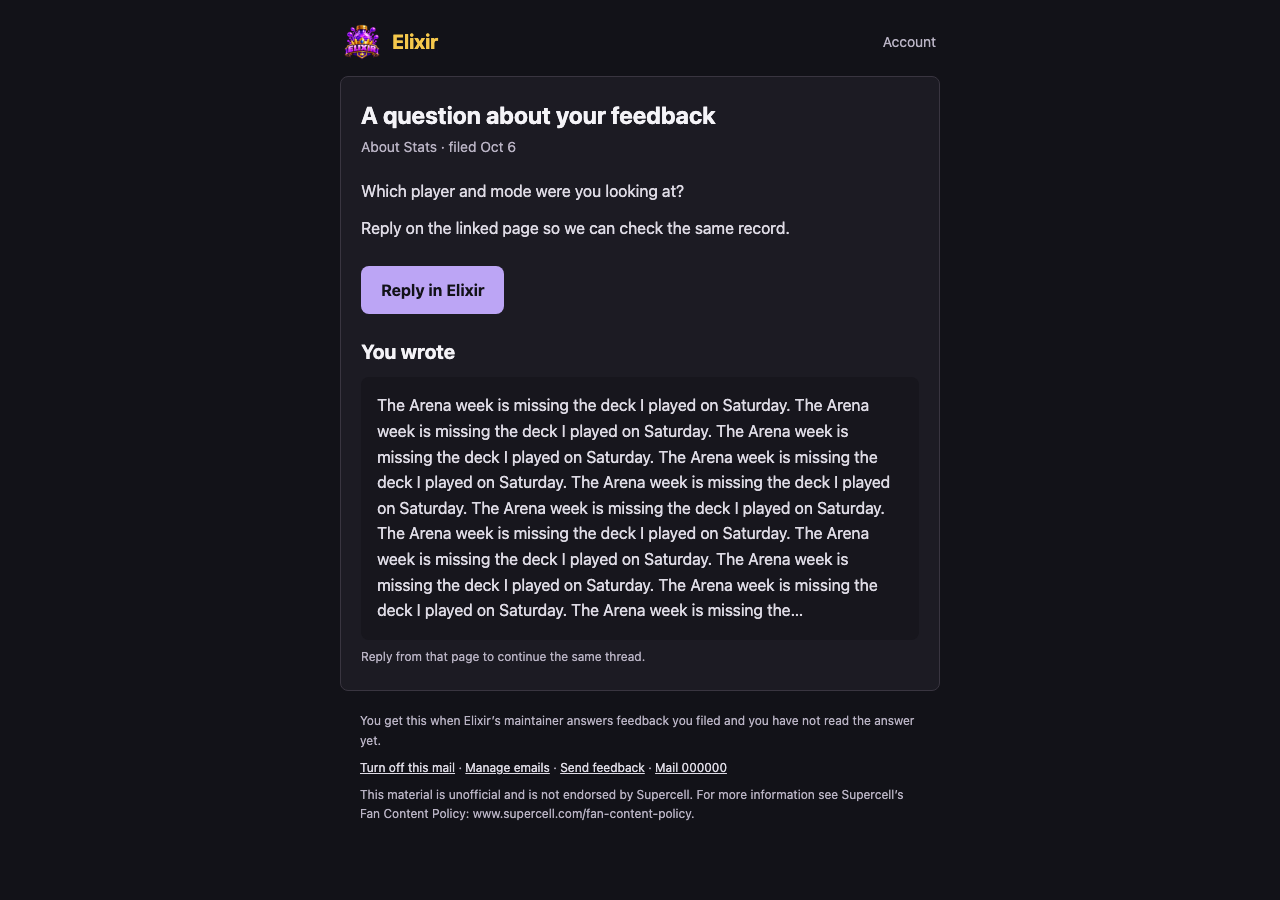 ELIXIR
Elixir
Account
A question about your feedback
About Stats · filed Oct 6
Which player and mode were you looking at?
Reply on the linked page so we can check the same record.
Reply in Elixir
You wrote
The Arena week is missing the deck I played on Saturday. The Arena
week is missing the deck I played on Saturday. The Arena week is
missing the deck I played on Saturday. The Arena week is missing the
deck I played on Saturday. The Arena week is missing the deck I played
on Saturday. The Arena week is missing the deck I played on Saturday.
The Arena week is missing the deck I played on Saturday. The Arena
week is missing the deck I played on Saturday. The Arena week is
missing the deck I played on Saturday. The Arena week is missing the
deck I played on Saturday. The Arena week is missing the...
Reply from that page to continue the same thread.
You get this when Elixir’s maintainer answers feedback you filed and you have not read the answer
yet.
Turn off this mail · Manage emails · Send feedback · Mail 000000
This material is unofficial and is not endorsed by Supercell. For more information see Supercell’s
Fan Content Policy: www.supercell.com/fan-content-policy.